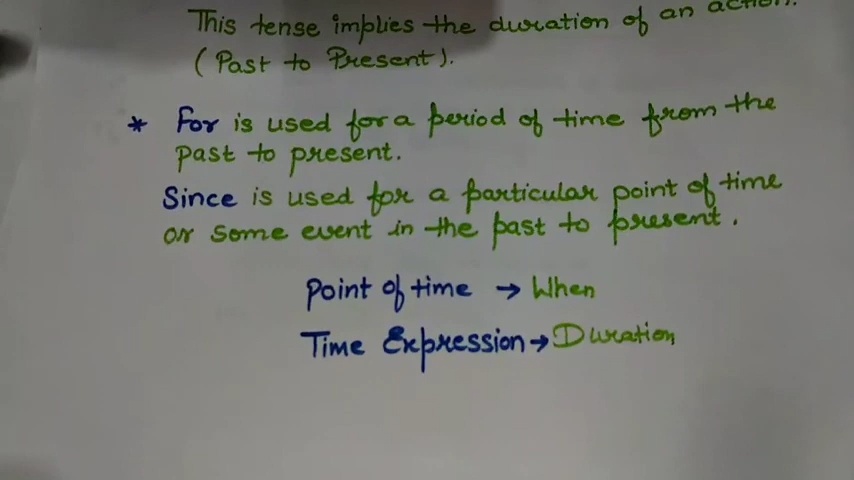 This tense implies the duration of an action.
(Past to Present).
* For is used for a period of time from the
past to present.
Since is used for a particular point of time
or some event in the past to present.
Point of time → When
Time Expression → Duration